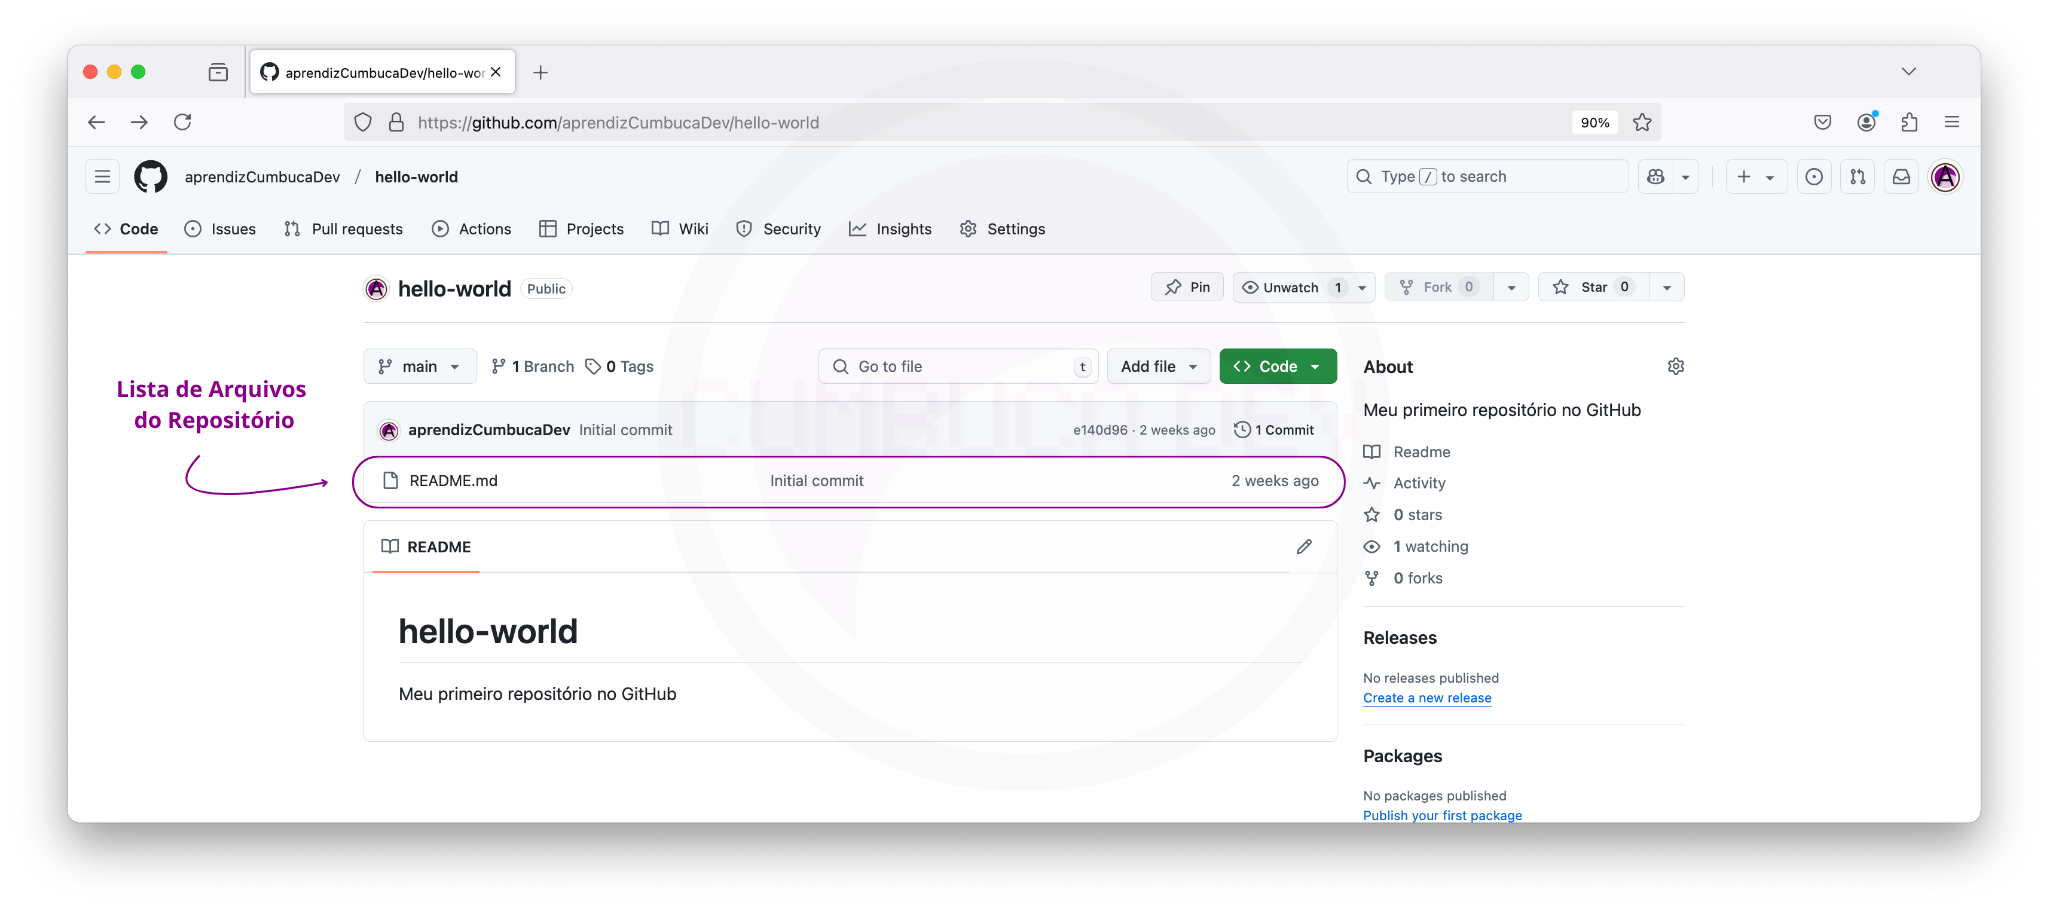 aprendizCumbucaDev/hello-wor
https://github.com/aprendizCumbucaDev/hello-world
90%
aprendizCumbucaDev / hello-world
Type / to search
Code Issues Pull requests Actions Projects Wiki Security Insights Settings
hello-world Public
Pin Unwatch 1 Fork 0 Star 0
main 1 Branch 0 Tags Go to file t Add file Code
Lista de Arquivos
do Repositório
aprendizCumbucaDev Initial commit e140d96 · 2 weeks ago 1 Commit
README.md Initial commit 2 weeks ago
README
hello-world
Meu primeiro repositório no GitHub
About
Meu primeiro repositório no GitHub
Readme
Activity
0 stars
1 watching
0 forks
Releases
No releases published
Create a new release
Packages
No packages published
Publish your first package
CUMBUCA DEV